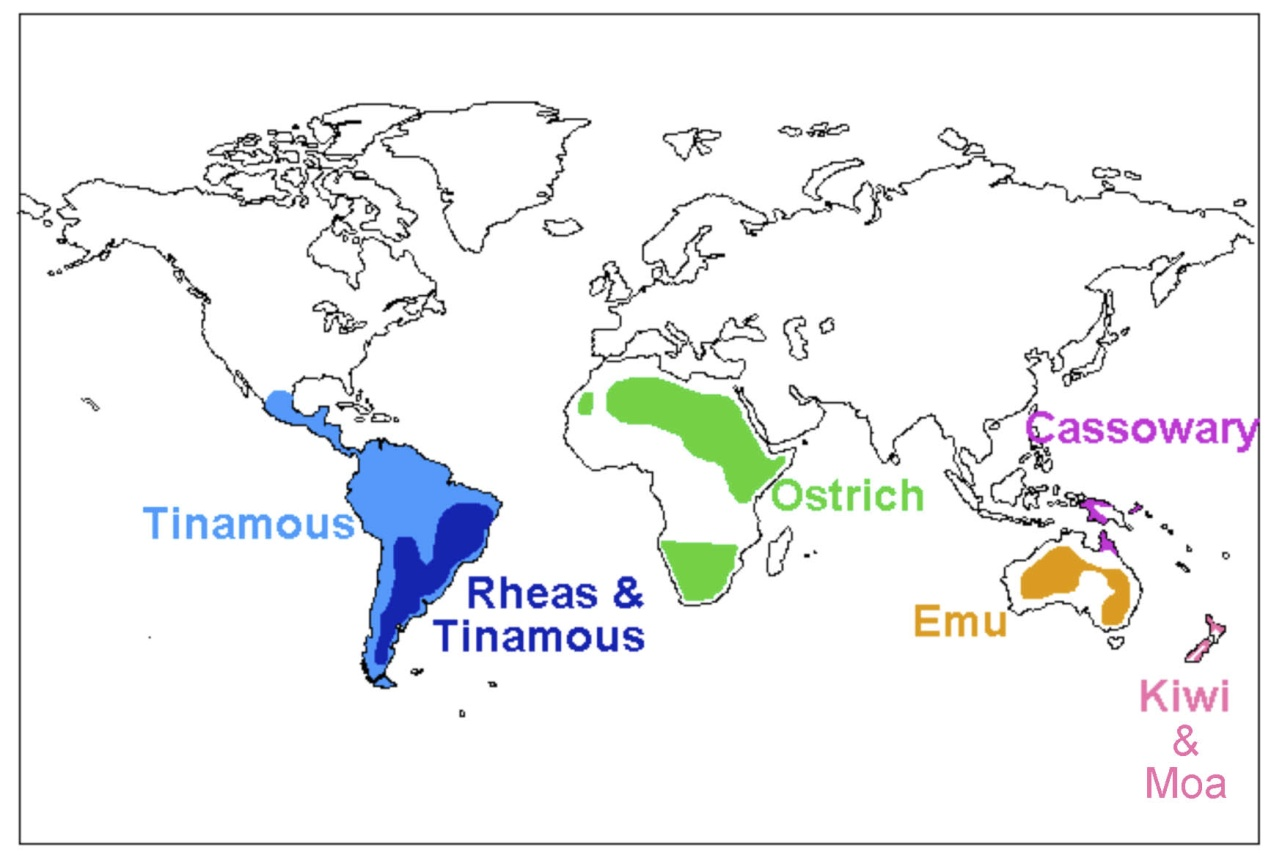 Cassowary
Ostrich
Tinamous
Rheas &
Tinamous
Emu
Kiwi
&
Moa